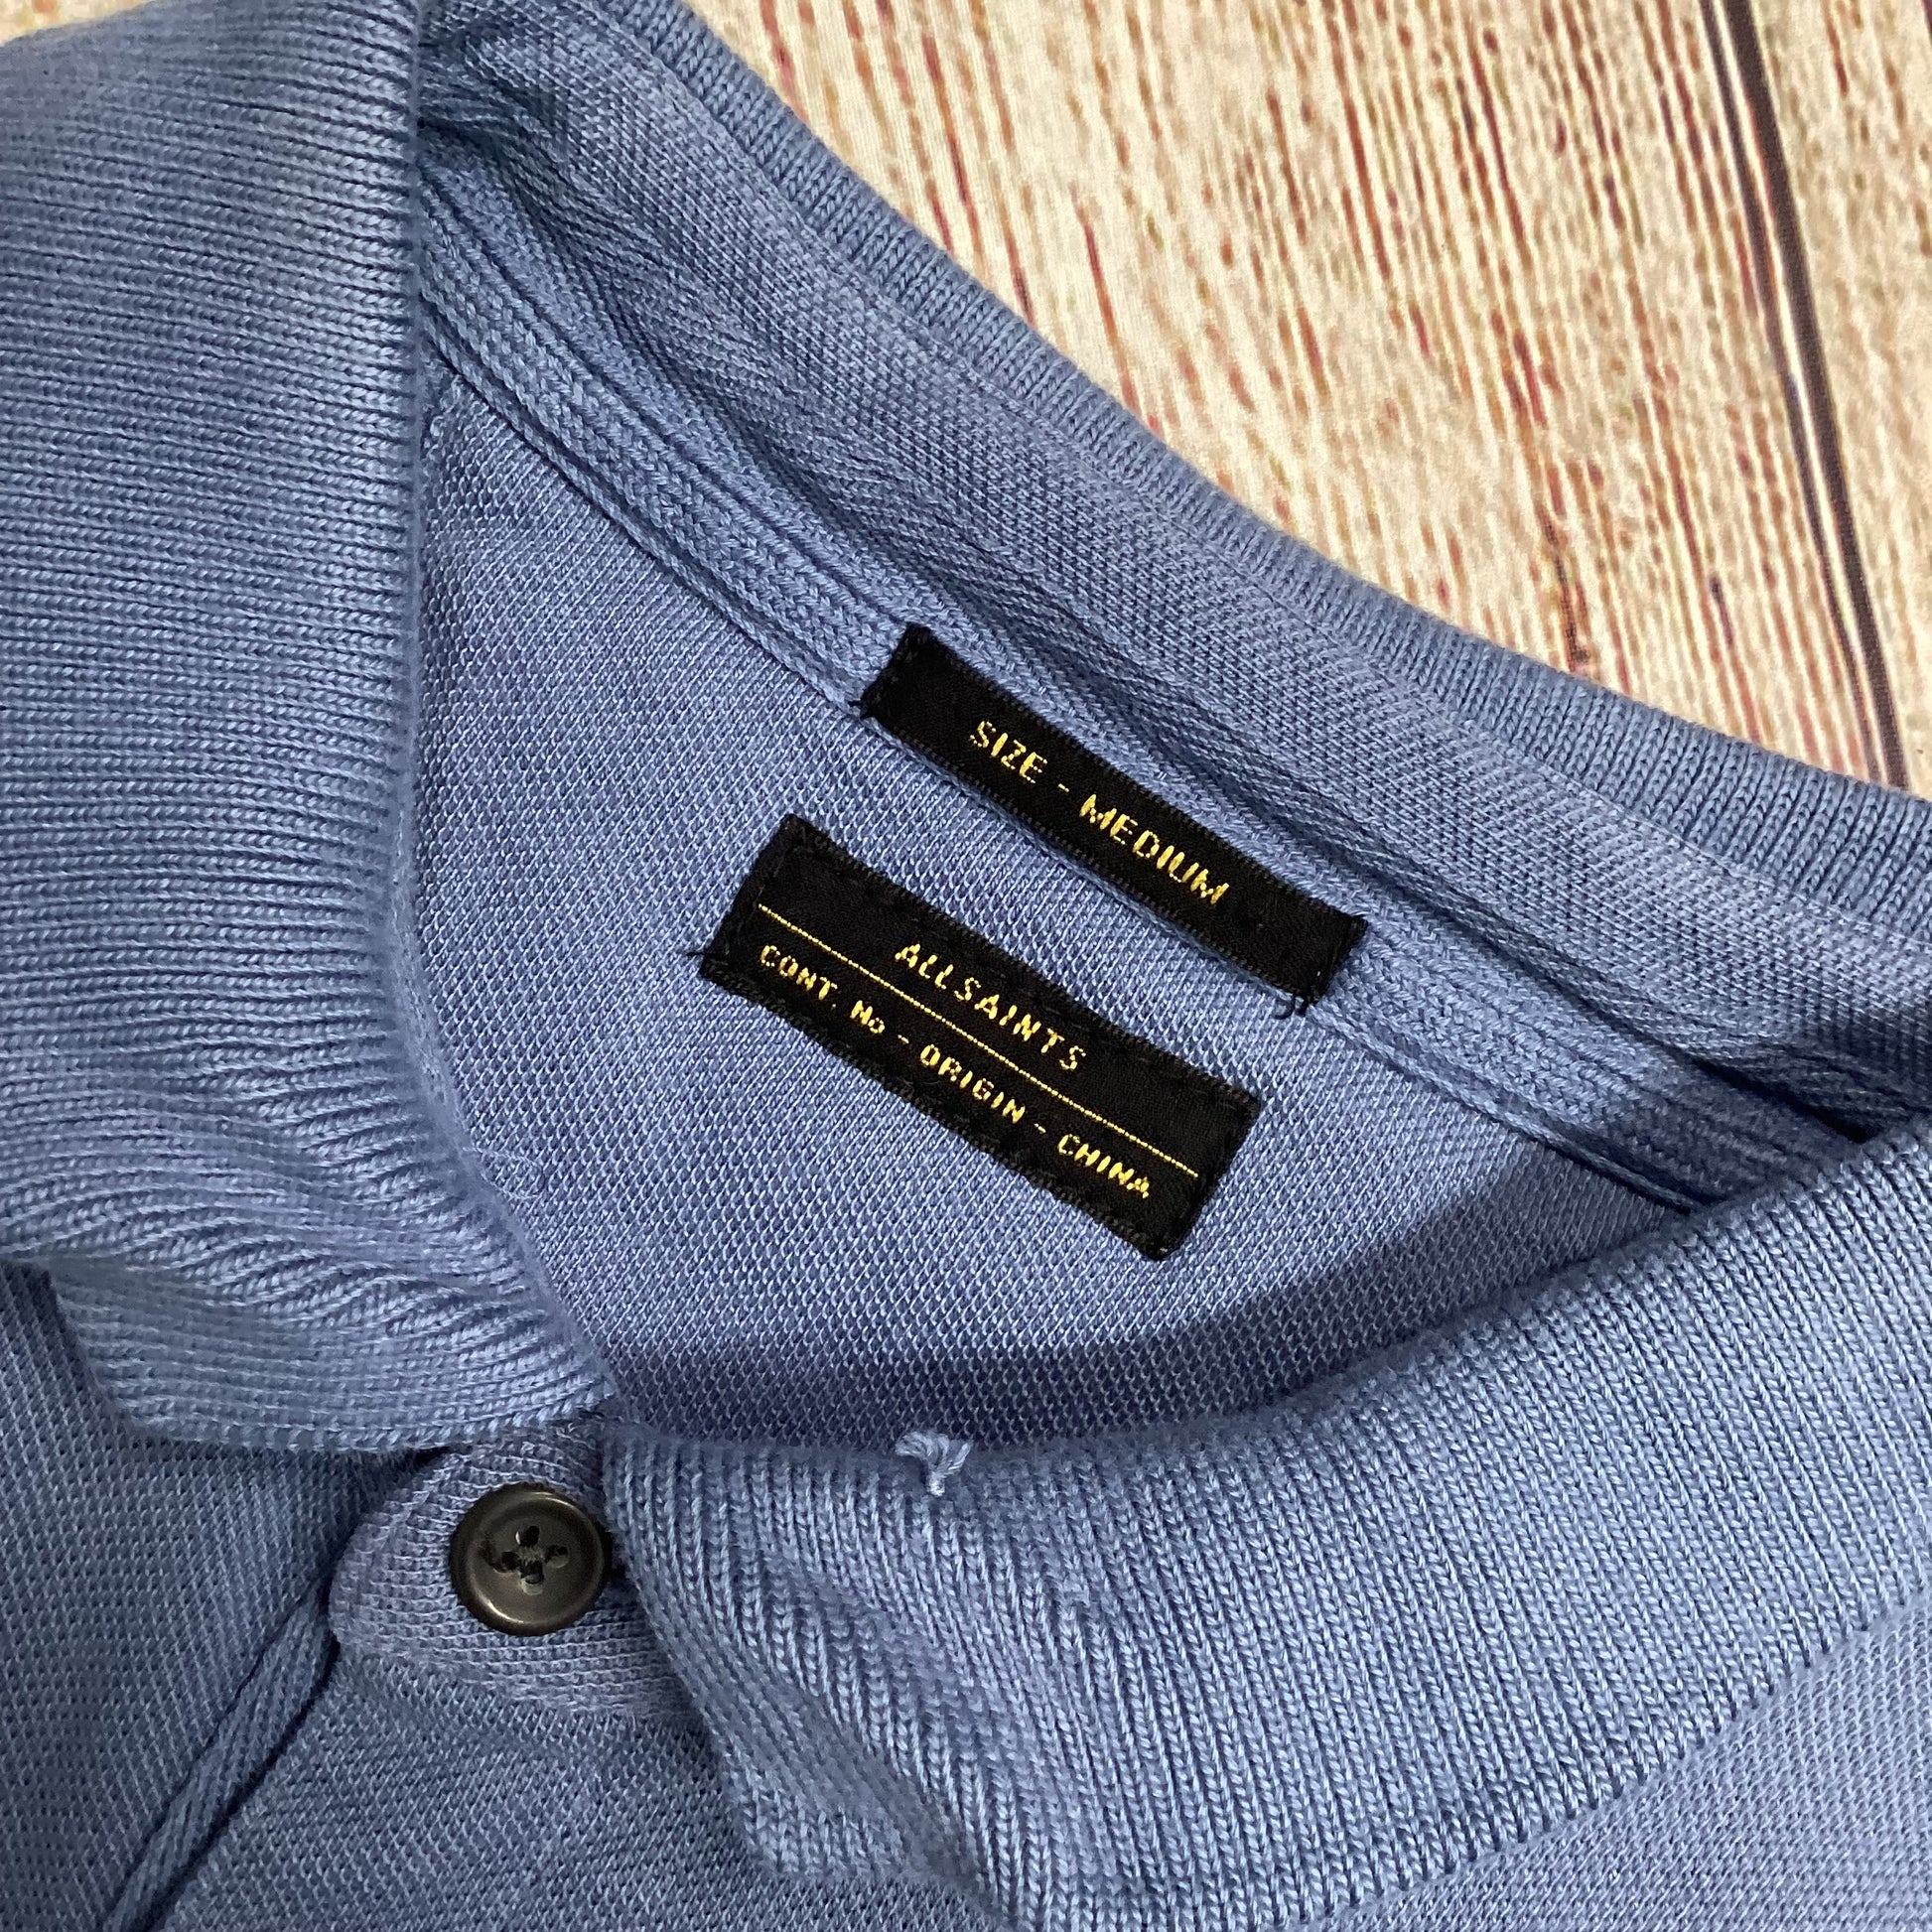 SIZE - MEDIUM
ALLSAINTS
CONT. No - ORIGIN - CHINA